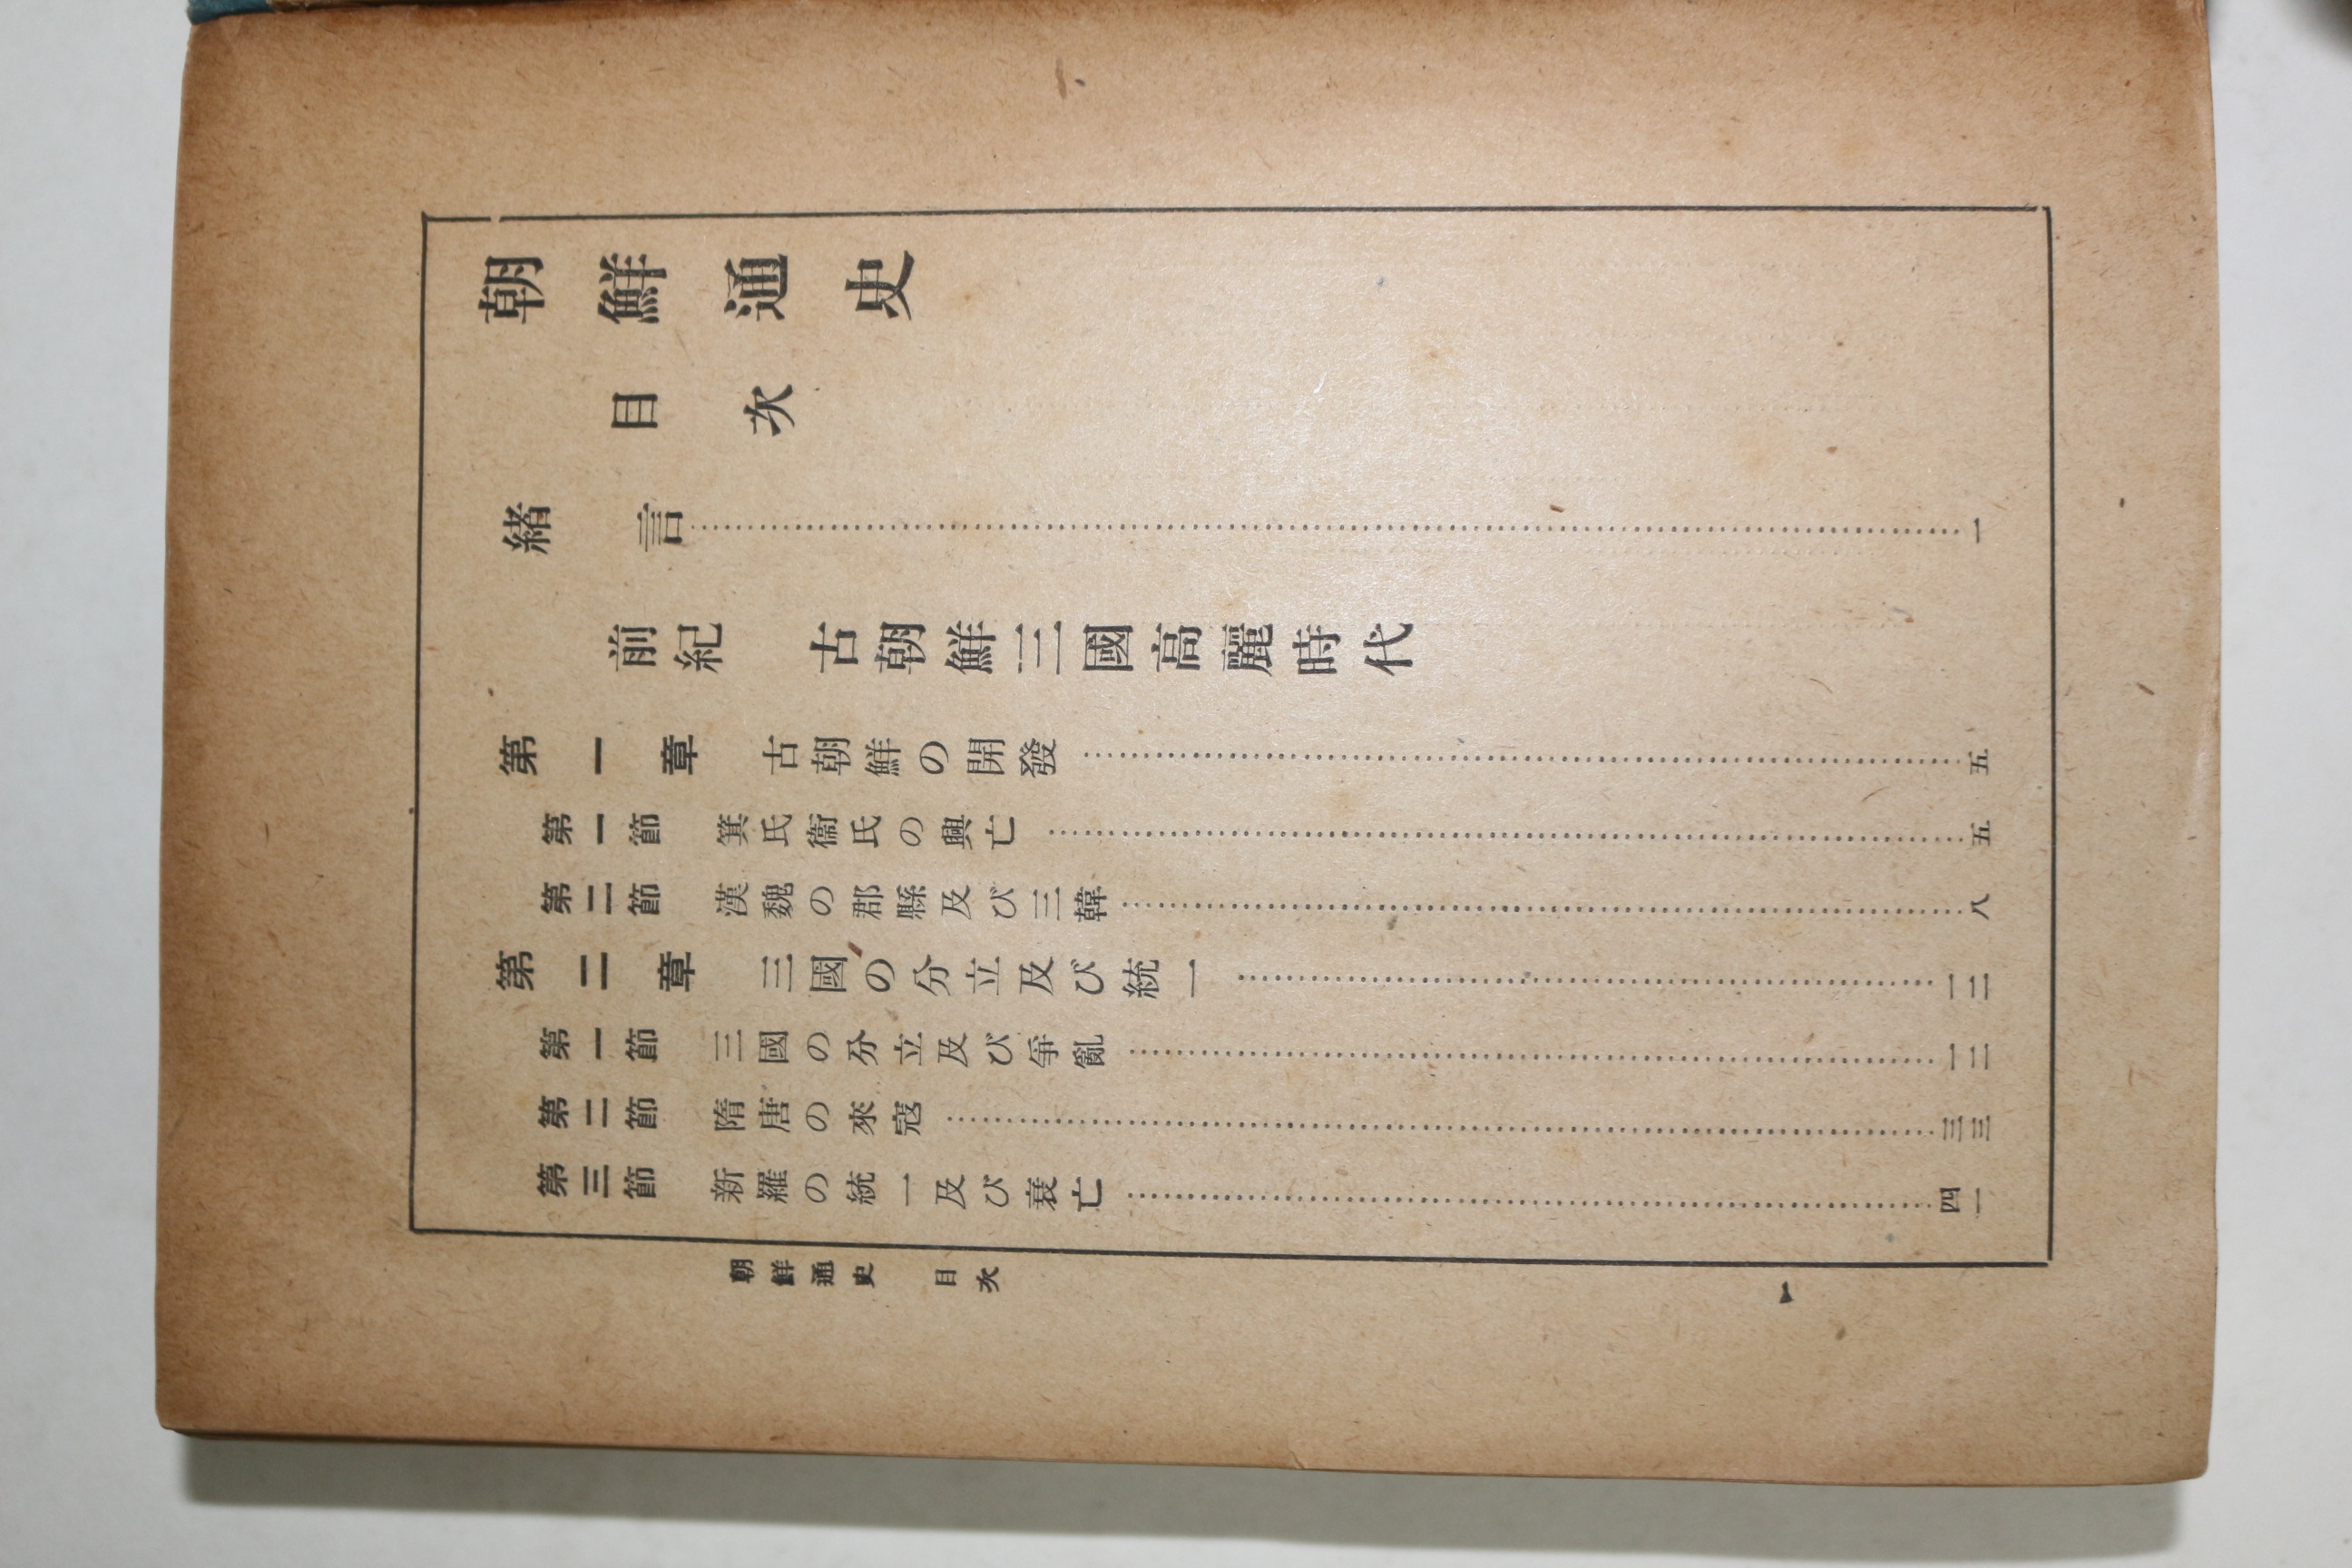 朝鮮通史
目次
緒言……一
前紀 古朝鮮三國高麗時代
第一章 古朝鮮の開發……五
第一節 箕氏衞氏の興亡……五
第二節 漢魏の郡縣及び三韓……八
第二章 三國の分立及び統一……一二
第一節 三國の分立及び爭亂……一二
第二節 隋唐の來寇……三三
第三節 新羅の統一及び衰亡……四一
朝鮮通史 目次 一